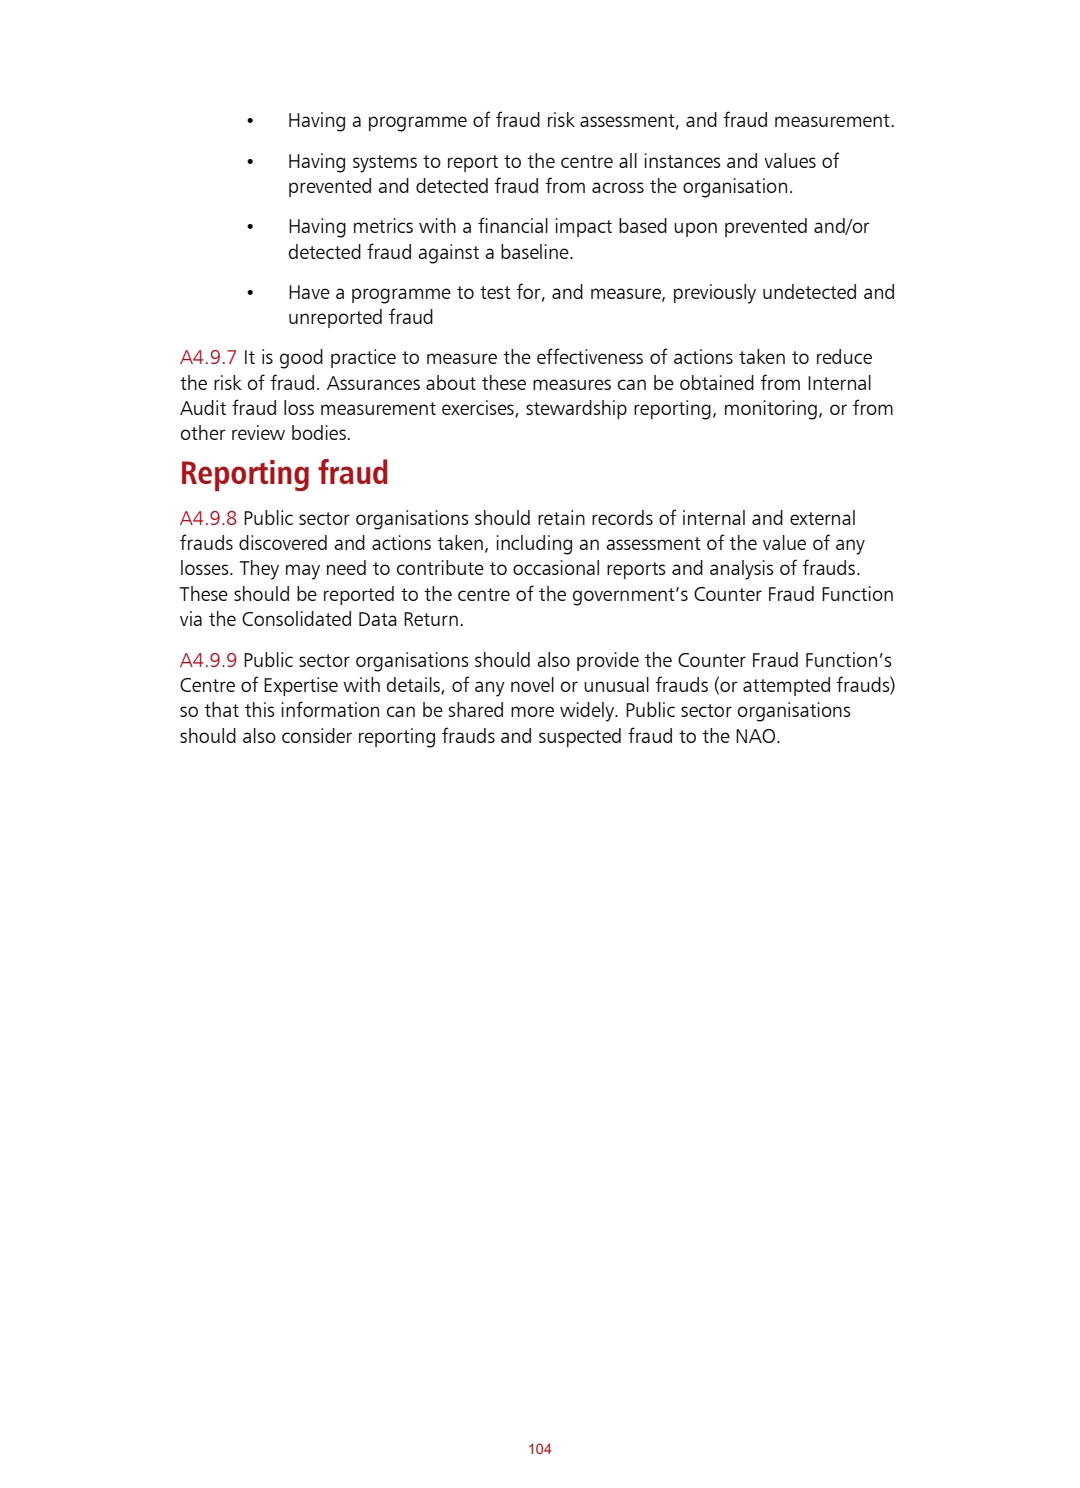 • Having a programme of fraud risk assessment, and fraud measurement.
• Having systems to report to the centre all instances and values of
prevented and detected fraud from across the organisation.
• Having metrics with a financial impact based upon prevented and/or
detected fraud against a baseline.
• Have a programme to test for, and measure, previously undetected and
unreported fraud
A4.9.7 It is good practice to measure the effectiveness of actions taken to reduce
the risk of fraud. Assurances about these measures can be obtained from Internal
Audit fraud loss measurement exercises, stewardship reporting, monitoring, or from
other review bodies.
Reporting fraud
A4.9.8 Public sector organisations should retain records of internal and external
frauds discovered and actions taken, including an assessment of the value of any
losses. They may need to contribute to occasional reports and analysis of frauds.
These should be reported to the centre of the government’s Counter Fraud Function
via the Consolidated Data Return.
A4.9.9 Public sector organisations should also provide the Counter Fraud Function’s
Centre of Expertise with details, of any novel or unusual frauds (or attempted frauds)
so that this information can be shared more widely. Public sector organisations
should also consider reporting frauds and suspected fraud to the NAO.
104